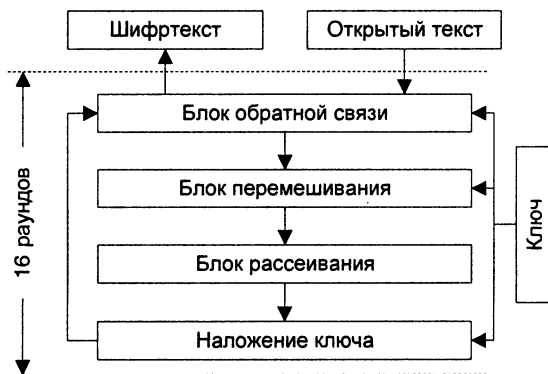 Шифртекст
Открытый текст
Блок обратной связи
Блок перемешивания
Блок рассеивания
Наложение ключа
16 раундов
Ключ